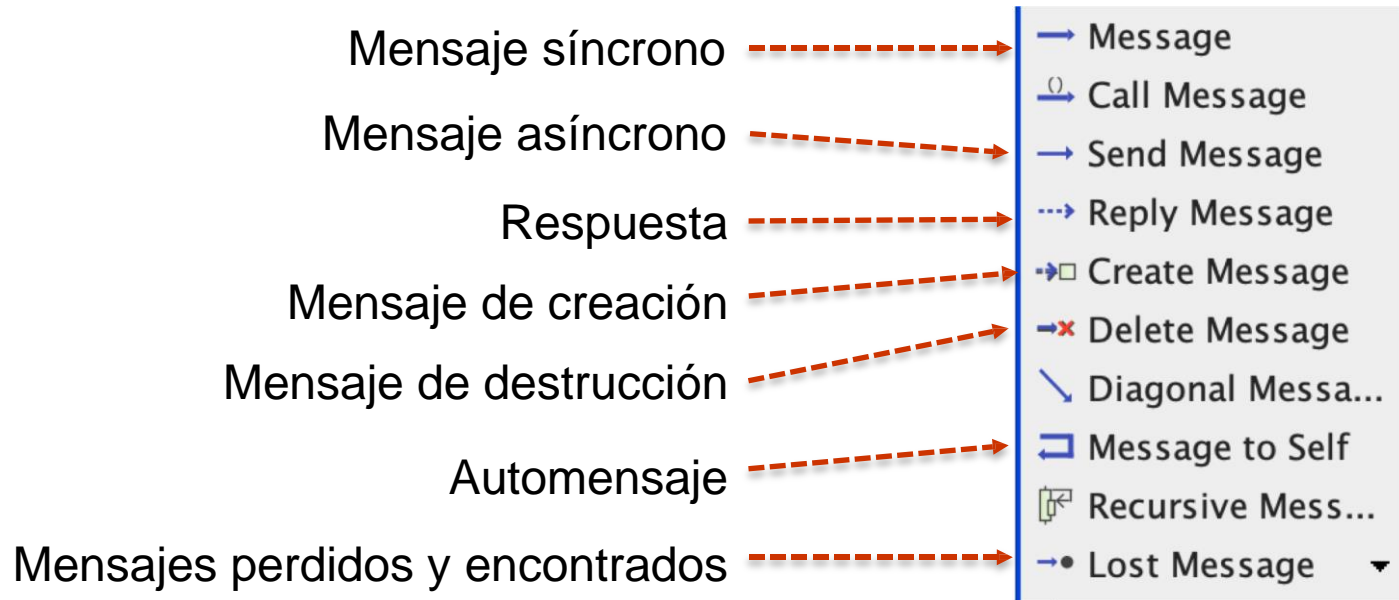 Mensaje síncrono
Message
Call Message
Mensaje asíncrono
Send Message
Respuesta
Reply Message
Mensaje de creación
Create Message
Mensaje de destrucción
Delete Message
Diagonal Messa...
Automensaje
Message to Self
Recursive Mess...
Mensajes perdidos y encontrados
Lost Message